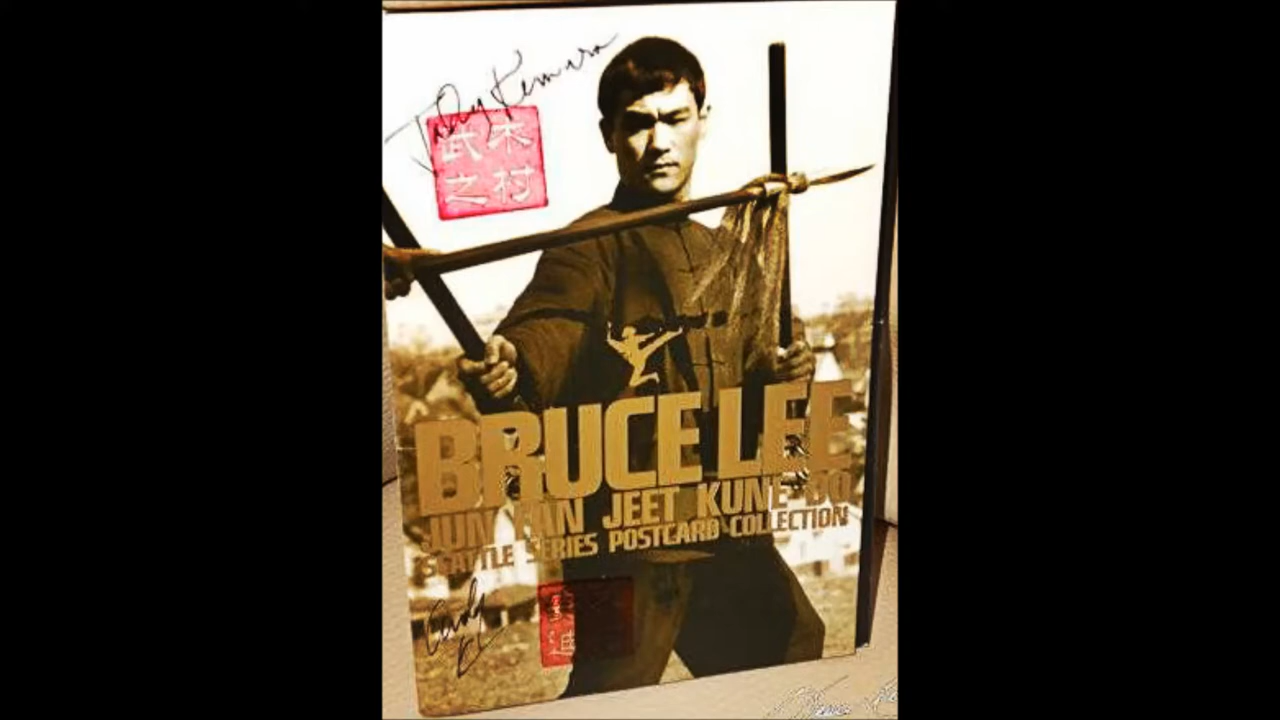 Taky Kimura
木村
武之
BRUCE LEE
JUN FAN JEET KUNE DO
SEATTLE SERIES POSTCARD COLLECTION